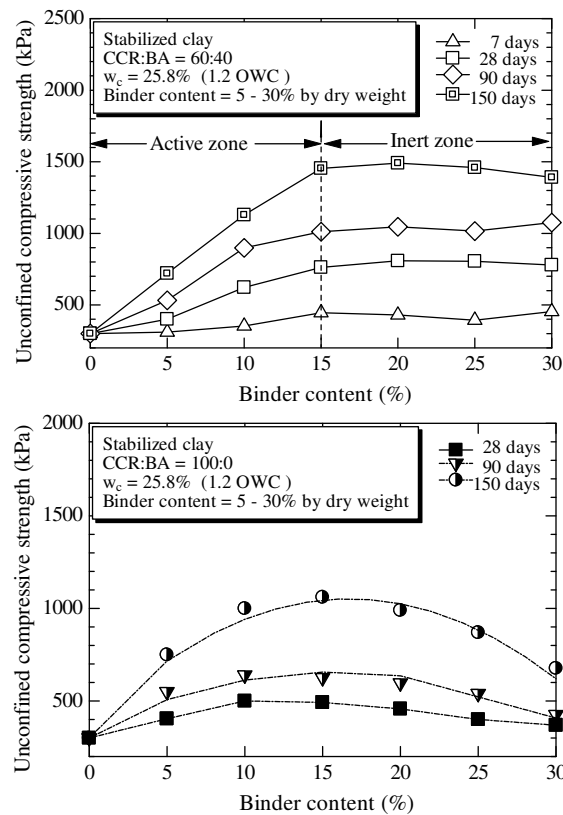 2500
2000
1500
1000
500
Unconfined compressive strength (kPa)
Stabilized clay
CCR:BA = 60:40
w_c = 25.8% (1.2 OWC )
Binder content = 5 - 30% by dry weight
7 days
28 days
90 days
150 days
Active zone
Inert zone
0 5 10 15 20 25 30
Binder content (%)
2000
1500
1000
500
Unconfined compressive strength (kPa)
Stabilized clay
CCR:BA = 100:0
w_c = 25.8% (1.2 OWC )
Binder content = 5 - 30% by dry weight
28 days
90 days
150 days
0 5 10 15 20 25 30
Binder content (%)